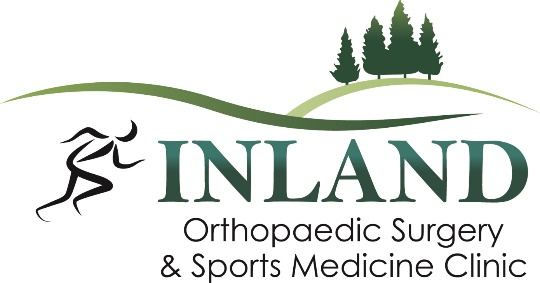 INLAND
Orthopaedic Surgery
& Sports Medicine Clinic